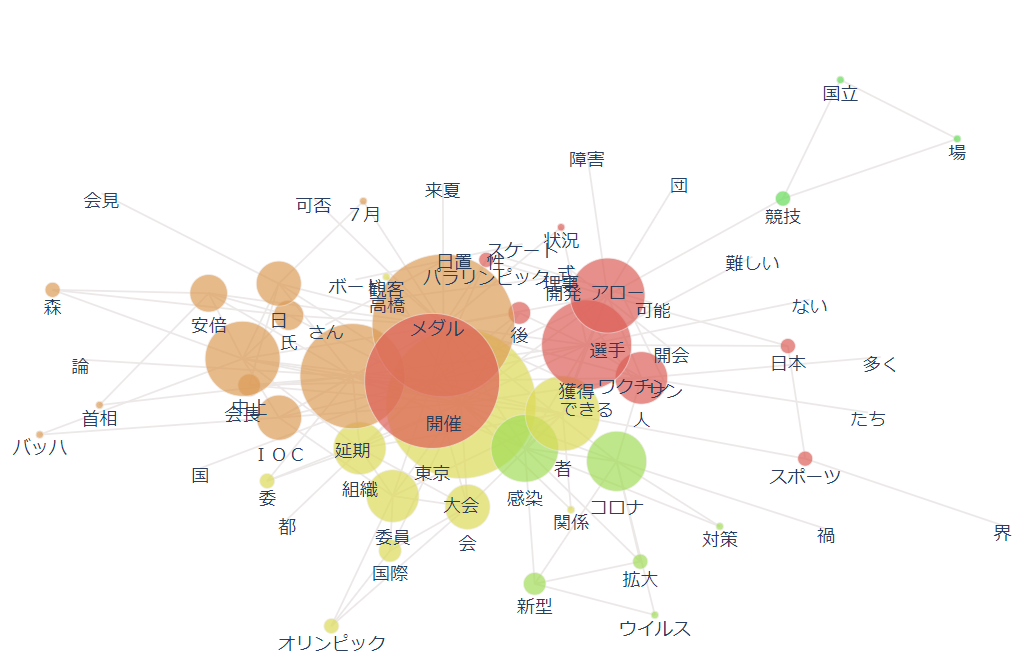 国立
場
障害
団
来夏
会見
可否
７月
競技
状況
スケート
日置
性
難しい
パラリンピック
式
理事
ボード
観客
開発
アロー
高橋
森
可能
ない
日
安倍
メダル
さん
後
氏
選手
開会
日本
多く
論
ワクチン
サン
獲得
中止
できる
会長
首相
開催
人
たち
バッハ
ＩＯＣ
延期
者
国
東京
スポーツ
組織
委
感染
大会
コロナ
関係
都
委員
会
対策
禍
界
国際
拡大
新型
ウイルス
オリンピック